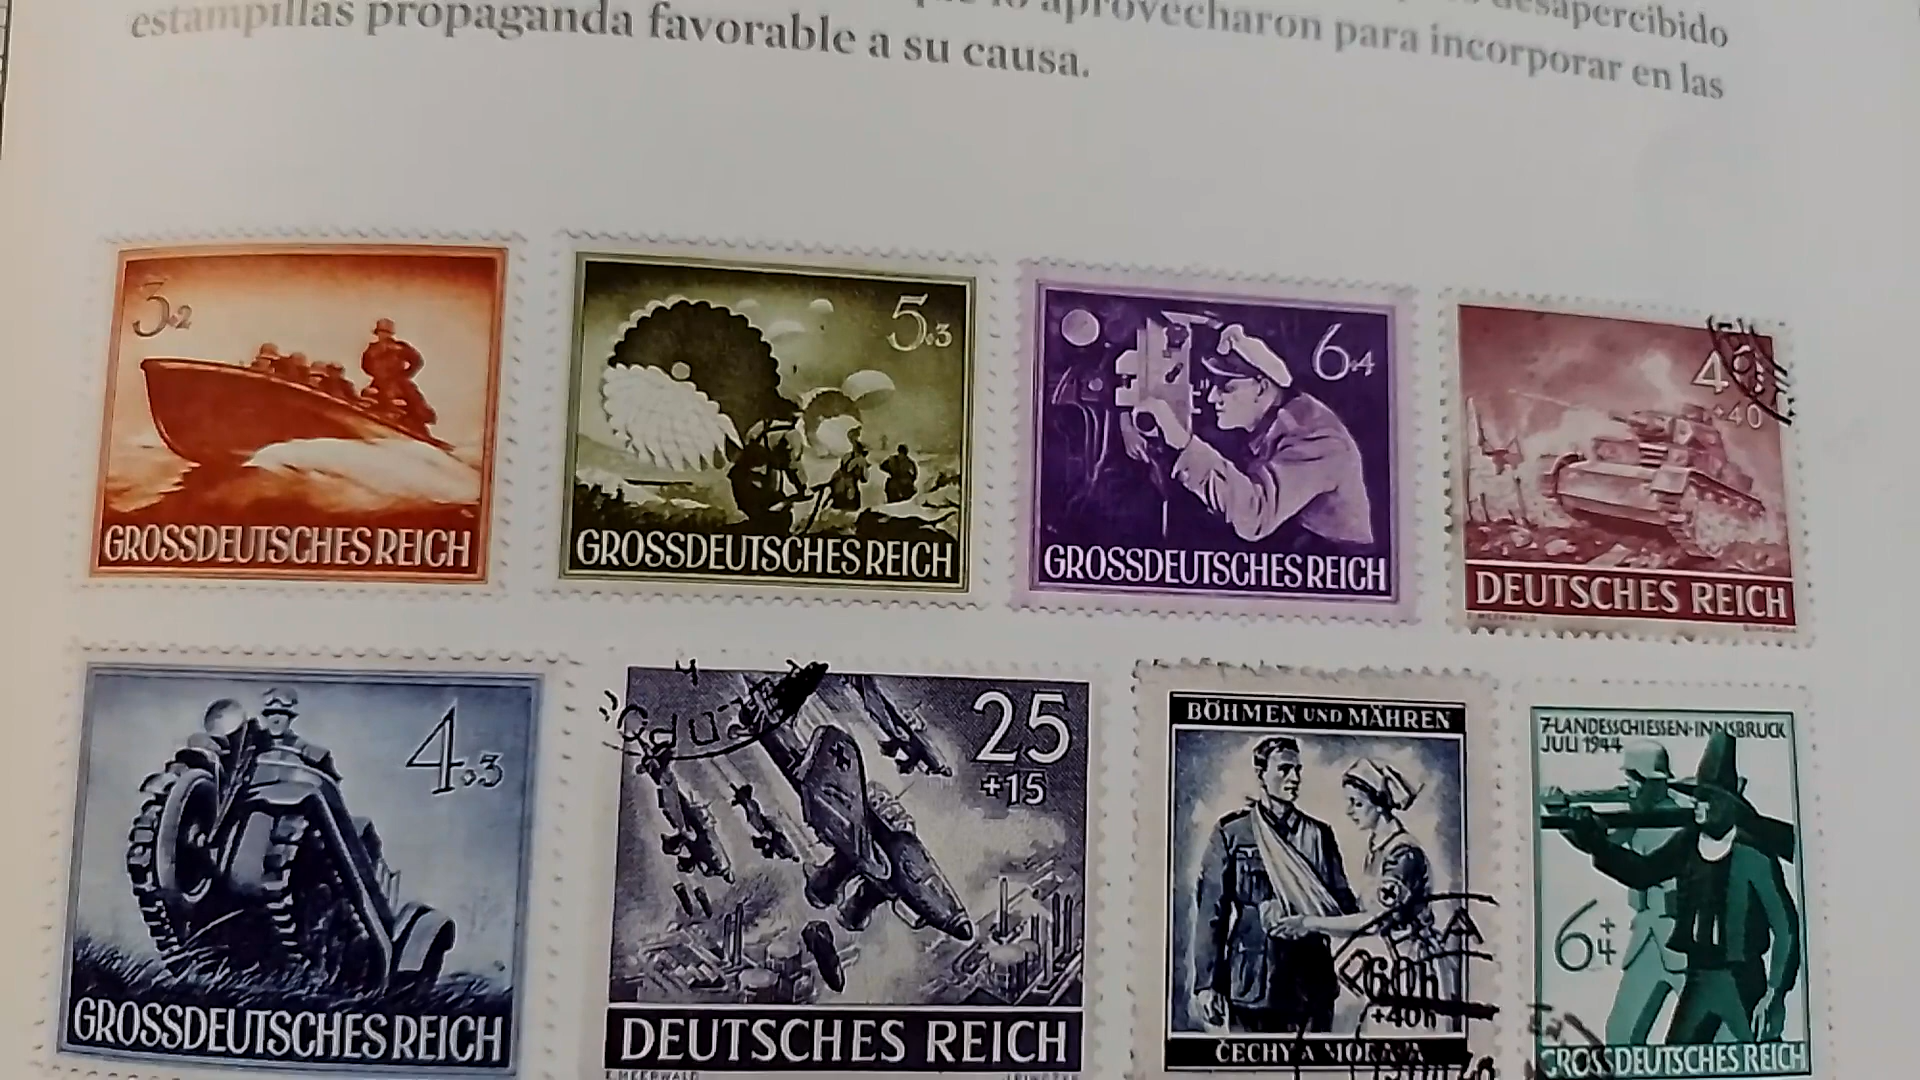 desapercibido
aprovecharon para incorporar en las
estampillas propaganda favorable a su causa.
3+2
GROSSDEUTSCHES REICH
5+3
GROSSDEUTSCHES REICH
6+4
GROSSDEUTSCHES REICH
+40
DEUTSCHES REICH
4+3
GROSSDEUTSCHES REICH
25
+15
DEUTSCHES REICH
E MEERWALD
BÖHMEN UND MÄHREN
60h
+40h
ČECHY A MORAVA
7·LANDESSCHIESSEN·INNSBRUCK
JULI 1944
6+4
GROSSDEUTSCHES REICH